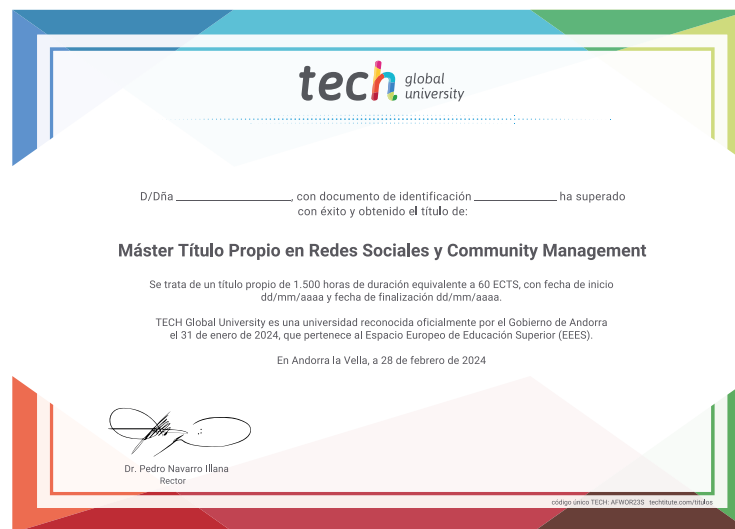 tech global university
D/Dña ____________________, con documento de identificación ______________ ha superado
con éxito y obtenido el título de:
Máster Título Propio en Redes Sociales y Community Management
Se trata de un título propio de 1.500 horas de duración equivalente a 60 ECTS, con fecha de inicio
dd/mm/aaaa y fecha de finalización dd/mm/aaaa.
TECH Global University es una universidad reconocida oficialmente por el Gobierno de Andorra
el 31 de enero de 2024, que pertenece al Espacio Europeo de Educación Superior (EEES).
En Andorra la Vella, a 28 de febrero de 2024
Dr. Pedro Navarro Illana
Rector
código único TECH: AFWOR23S techtitute.com/titulos